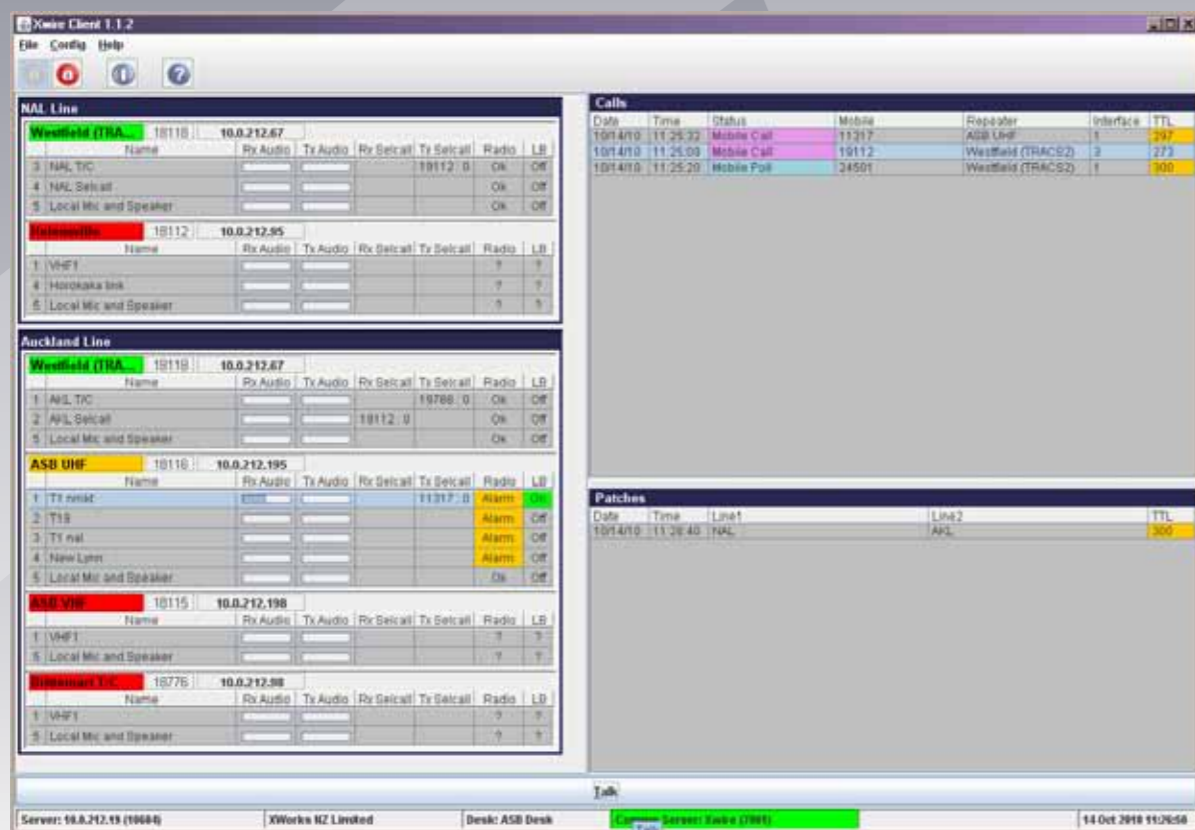 Xwire Client 1.1.2
File Config Help
NAL Line
Westfield (TRA... 18118 10.0.212.67
Name Rx Audio Tx Audio Rx Selcall Tx Selcall Radio LB
3 NAL T/C 19112 : 0 Ok Off
4 NAL Selcall Ok Off
5 Local Mic and Speaker Ok Off
Helensville 18112 10.0.212.95
Name Rx Audio Tx Audio Rx Selcall Tx Selcall Radio LB
1 VHF1 ? ?
4 Horokaka link ? ?
5 Local Mic and Speaker ? ?
Auckland Line
Westfield (TRA... 18118 10.0.212.67
Name Rx Audio Tx Audio Rx Selcall Tx Selcall Radio LB
1 AKL T/C 19786 : 0 Ok Off
2 AKL Selcall 19112 : 0 Ok Off
5 Local Mic and Speaker Ok Off
ASB UHF 18116 10.0.212.195
Name Rx Audio Tx Audio Rx Selcall Tx Selcall Radio LB
1 T1 nmkt 11317 : 0 Alarm On
2 T19 Alarm Off
3 T1 nal Alarm Off
4 New Lynn Alarm Off
5 Local Mic and Speaker Ok Off
ASB VHF 18115 10.0.212.198
Name Rx Audio Tx Audio Rx Selcall Tx Selcall Radio LB
1 VHF1 ? ?
5 Local Mic and Speaker ? ?
T/C 18776 10.0.212.98
Name Rx Audio Tx Audio Rx Selcall Tx Selcall Radio LB
1 VHF1 ? ?
5 Local Mic and Speaker ? ?
Calls
Date Time Status Mobile Repeater Interface TTL
10/14/10 11:25:32 Mobile Call 11317 ASB UHF 1 297
10/14/10 11:25:09 Mobile Call 19112 Westfield (TRACS2) 3 273
10/14/10 11:25:20 Mobile Poll 24501 Westfield (TRACS2) 1 300
Patches
Date Time Line1 Line2 TTL
10/14/10 11:26:40 NAL AKL 300
Talk
Server: 10.0.212.19 (10604) XWorks NZ Limited Desk: ASB Desk Server: Xwire (7001) 14 Oct 2010 11:26:50